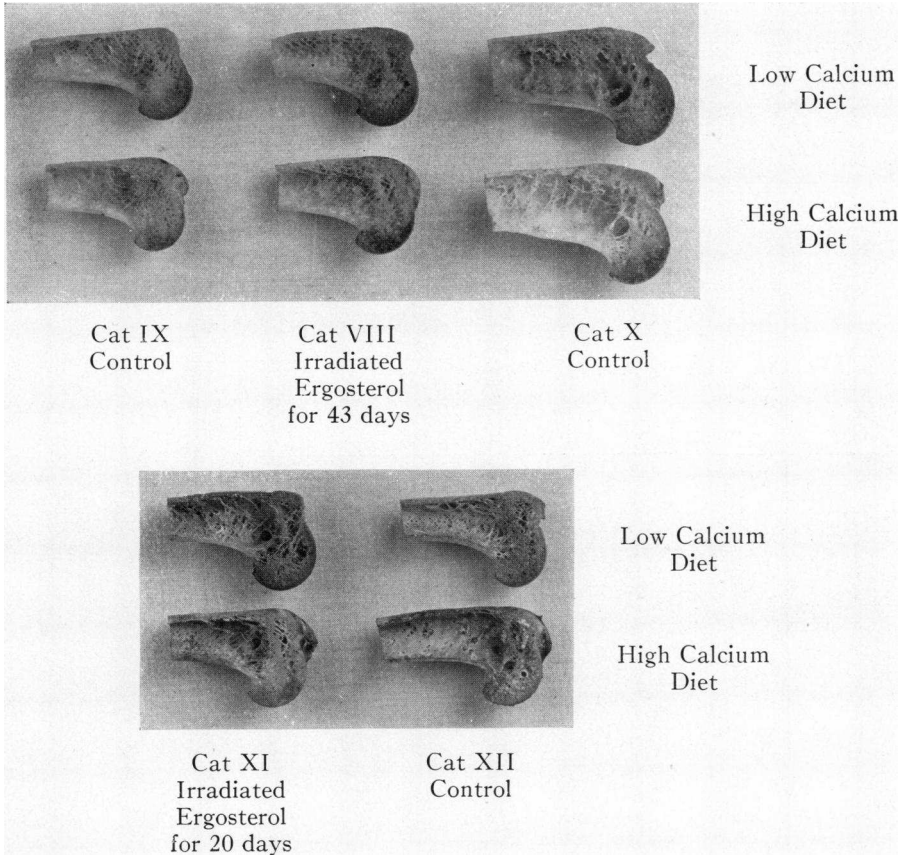 Low Calcium
Diet
High Calcium
Diet
Cat IX
Control
Cat VIII
Irradiated
Ergosterol
for 43 days
Cat X
Control
Low Calcium
Diet
High Calcium
Diet
Cat XI
Irradiated
Ergosterol
for 20 days
Cat XII
Control